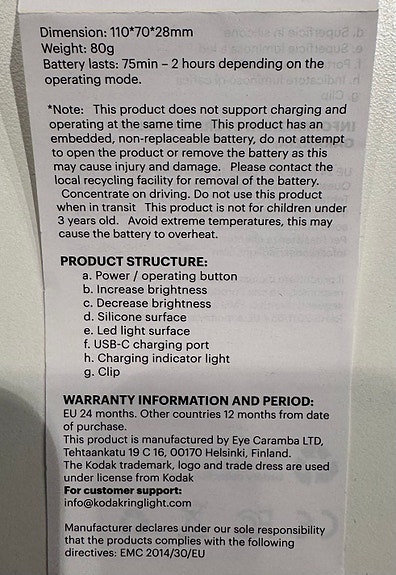 Dimension: 110*70*28mm
Weight: 80g
Battery lasts: 75min – 2 hours depending on the
operating mode.
*Note: This product does not support charging and
operating at the same time This product has an
embedded, non-replaceable battery, do not attempt
to open the product or remove the battery as this
may cause injury and damage. Please contact the
local recycling facility for removal of the battery.
Concentrate on driving. Do not use this product
when in transit This product is not for children under
3 years old. Avoid extreme temperatures, this may
cause the battery to overheat.
PRODUCT STRUCTURE:
a. Power / operating button
b. Increase brightness
c. Decrease brightness
d. Silicone surface
e. Led light surface
f. USB-C charging port
h. Charging indicator light
g. Clip
WARRANTY INFORMATION AND PERIOD:
EU 24 months. Other countries 12 months from date
of purchase.
This product is manufactured by Eye Caramba LTD,
Tehtaankatu 19 C 16, 00170 Helsinki, Finland.
The Kodak trademark, logo and trade dress are used
under license from Kodak
For customer support:
info@kodakringlight.com
Manufacturer declares under our sole responsibility
that the products complies with the following
directives: EMC 2014/30/EU